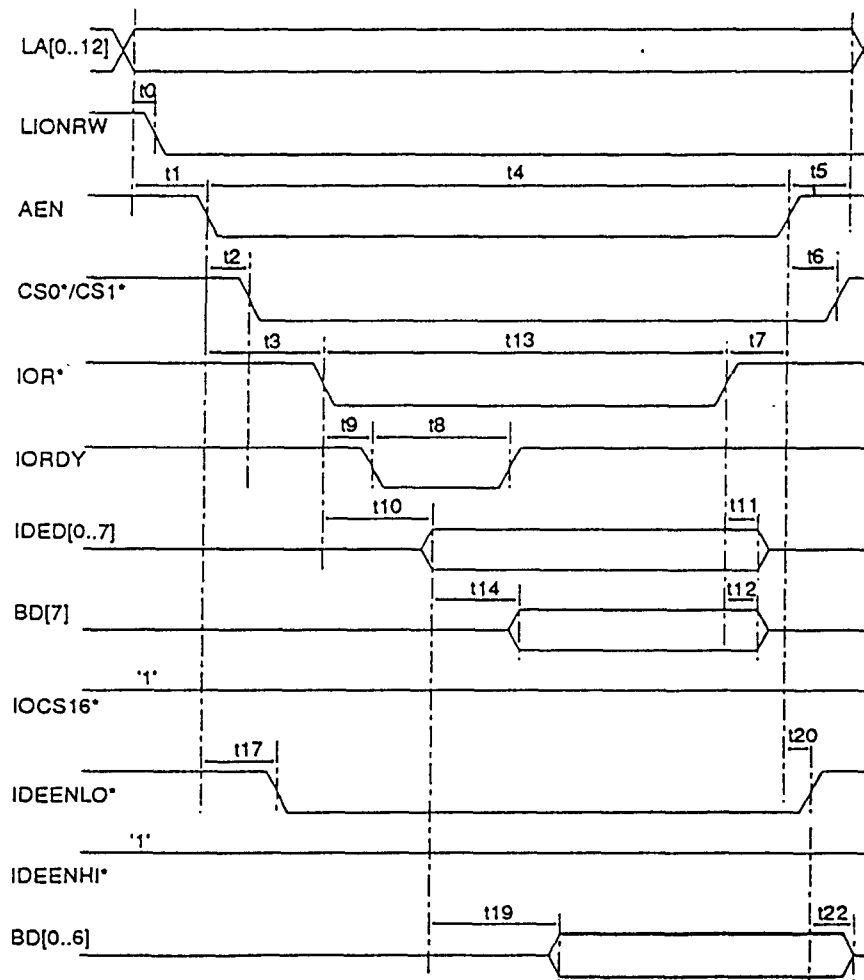 LA[0..12]
t0
LIONRW
t1 t4 t5
AEN
t2 t6
CS0*/CS1*
t3 t13 t7
IOR*
t9 t8
IORDY
t10 t11
IDED[0..7]
t14 t12
BD[7]
'1'
IOCS16*
t17 t20
IDEENLO*
'1'
IDEENHI*
t19 t22
BD[0..6]